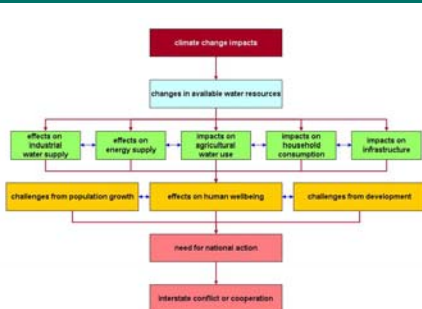 climate change impacts
changes in available water resources
effects on
industrial
water supply
effects on
energy supply
impacts on
agricultural
water use
impacts on
household
consumption
impacts on
infrastructure
challenges from population growth
effects on human wellbeing
challenges from development
need for national action
interstate conflict or cooperation